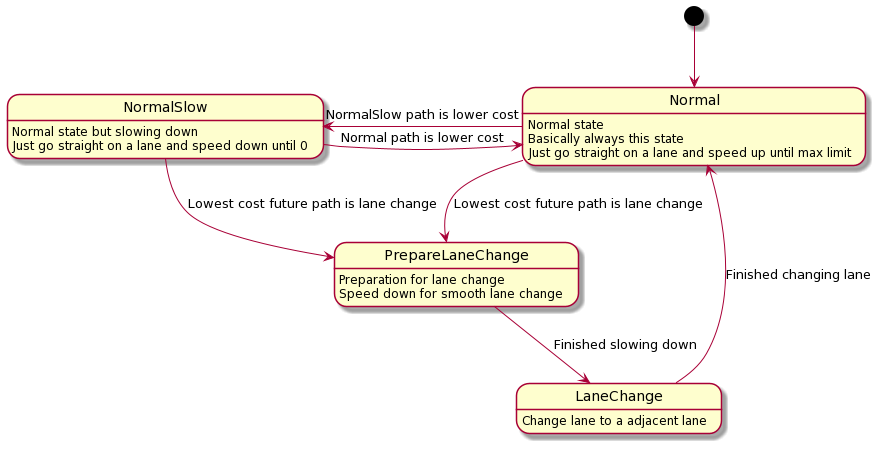 NormalSlow
Normal state but slowing down
Just go straight on a lane and speed down until 0
NormalSlow path is lower cost
Normal path is lower cost
Normal
Normal state
Basically always this state
Just go straight on a lane and speed up until max limit
Lowest cost future path is lane change
Lowest cost future path is lane change
PrepareLaneChange
Preparation for lane change
Speed down for smooth lane change
Finished changing lane
Finished slowing down
LaneChange
Change lane to a adjacent lane